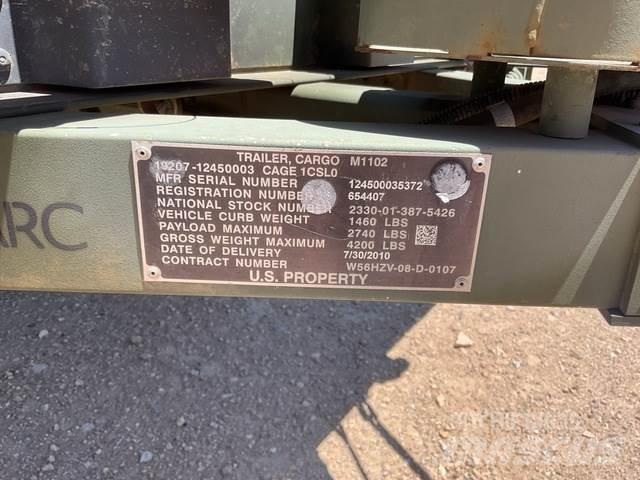 TRAILER, CARGO M1102
19207-12450003 CAGE 1CSL0
MFR SERIAL NUMBER 124500035372
REGISTRATION NUMBER 654407
NATIONAL STOCK NUMBER 2330-01-387-5426
VEHICLE CURB WEIGHT 1460 LBS
PAYLOAD MAXIMUM 2740 LBS
GROSS WEIGHT MAXIMUM 4200 LBS
DATE OF DELIVERY 7/30/2010
CONTRACT NUMBER W56HZV-08-D-0107
U.S. PROPERTY
ARC